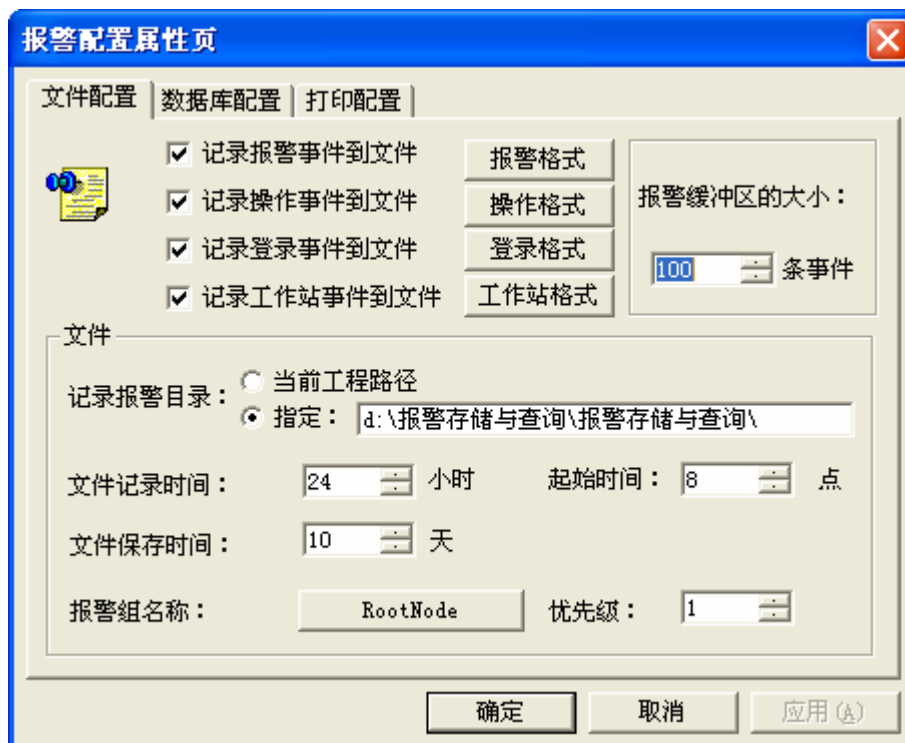 报警配置属性页
文件配置 数据库配置 打印配置
记录报警事件到文件 报警格式
记录操作事件到文件 操作格式
记录登录事件到文件 登录格式
记录工作站事件到文件 工作站格式
报警缓冲区的大小：
100 条事件
文件
记录报警目录： 当前工程路径
指定： d:\报警存储与查询\报警存储与查询\
文件记录时间： 24 小时 起始时间： 8 点
文件保存时间： 10 天
报警组名称： RootNode 优先级： 1
确定 取消 应用(A)